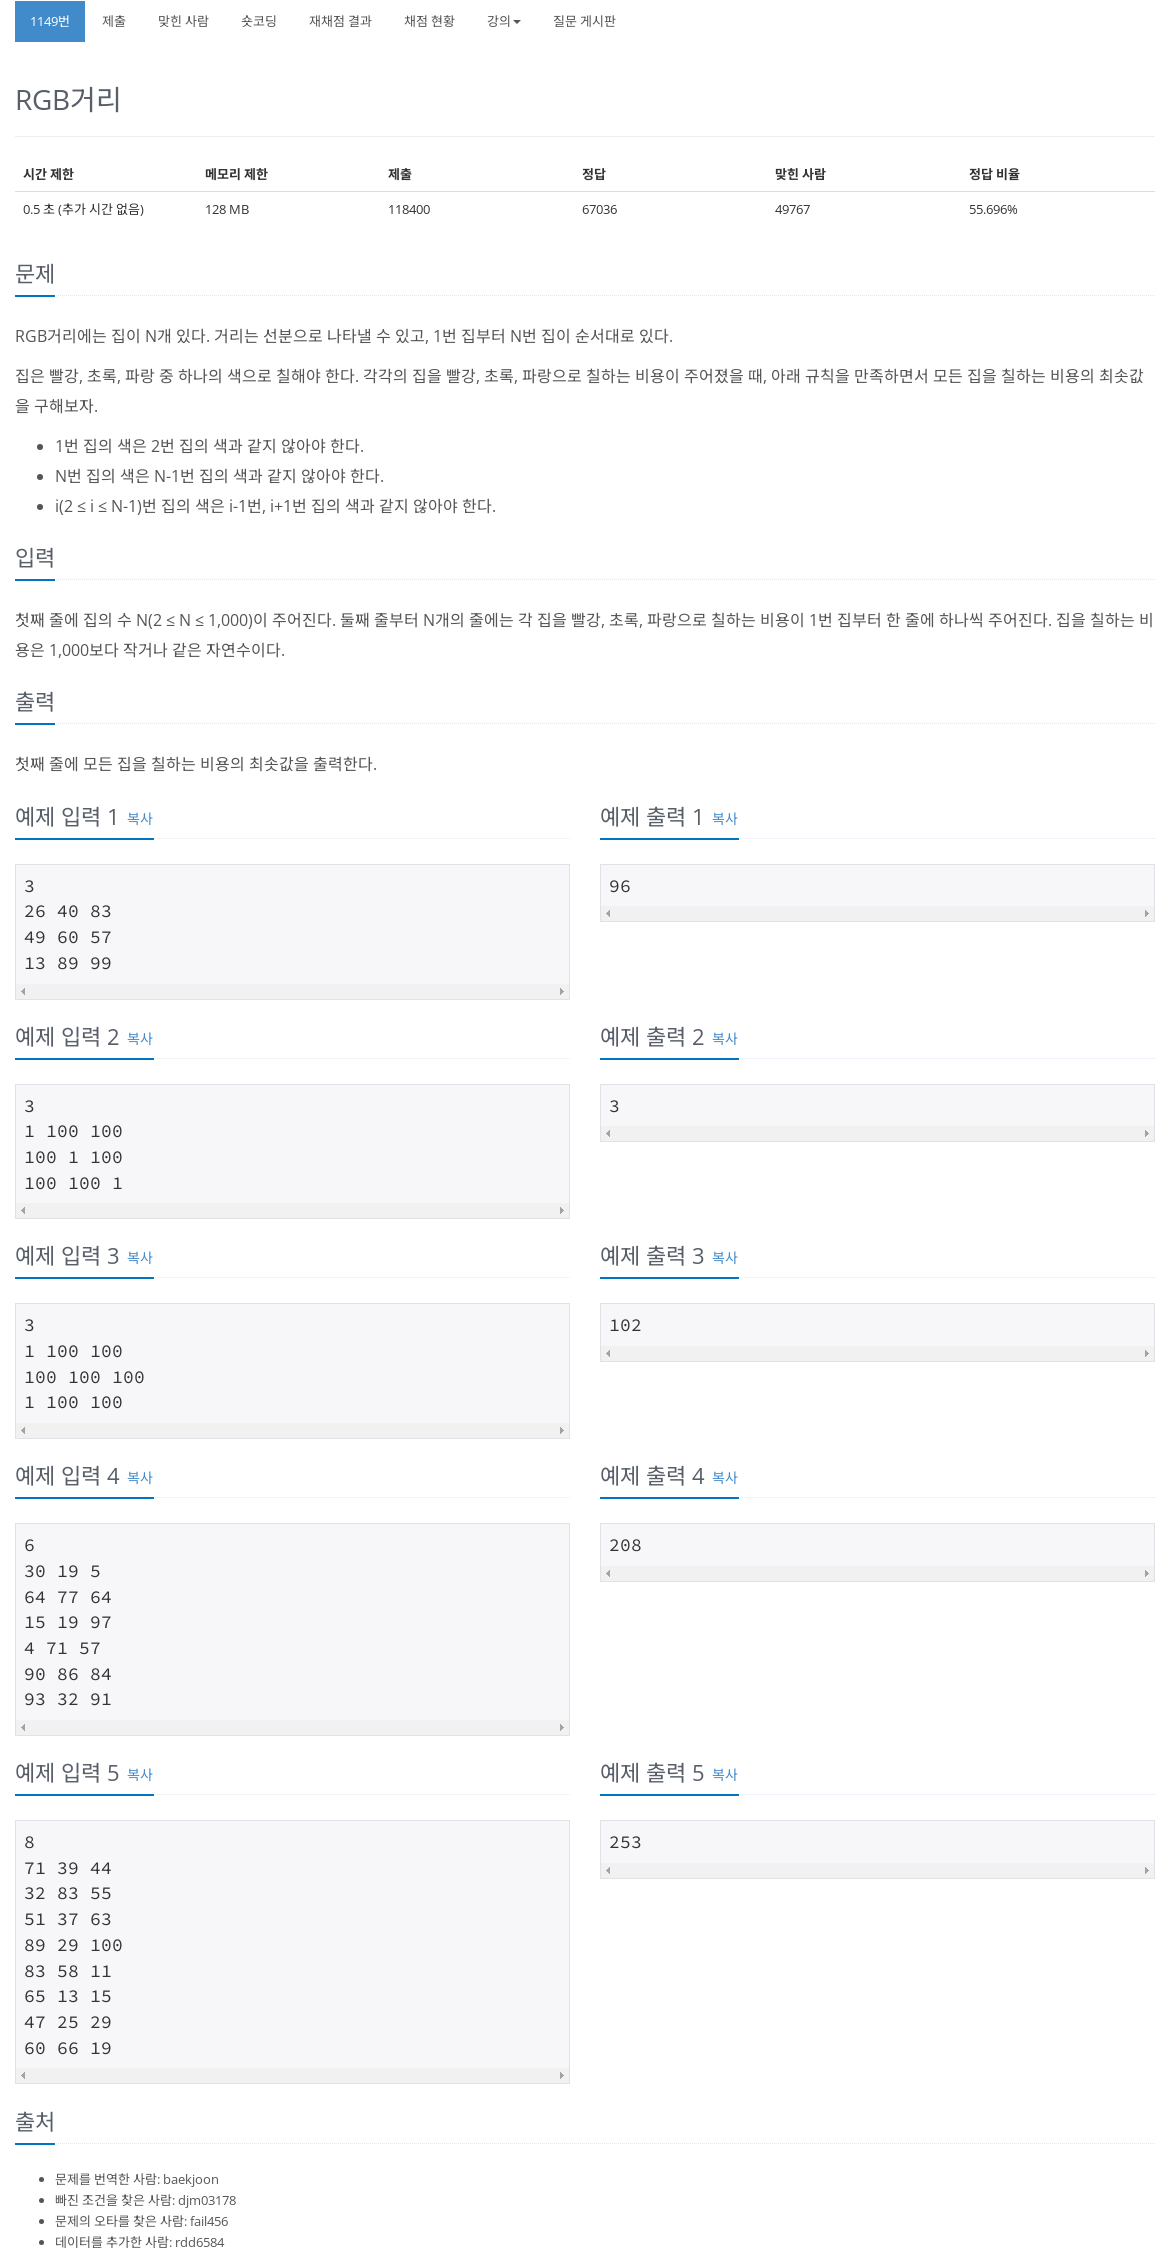 1149번 제출 맞힌 사람 숏코딩 재채점 결과 채점 현황 강의 질문 게시판
RGB거리
시간 제한 메모리 제한 제출 정답 맞힌 사람 정답 비율
0.5 초 (추가 시간 없음) 128 MB 118400 67036 49767 55.696%
문제
RGB거리에는 집이 N개 있다. 거리는 선분으로 나타낼 수 있고, 1번 집부터 N번 집이 순서대로 있다.
집은 빨강, 초록, 파랑 중 하나의 색으로 칠해야 한다. 각각의 집을 빨강, 초록, 파랑으로 칠하는 비용이 주어졌을 때, 아래 규칙을 만족하면서 모든 집을 칠하는 비용의 최솟값
을 구해보자.
• 1번 집의 색은 2번 집의 색과 같지 않아야 한다.
• N번 집의 색은 N-1번 집의 색과 같지 않아야 한다.
• i(2 ≤ i ≤ N-1)번 집의 색은 i-1번, i+1번 집의 색과 같지 않아야 한다.
입력
첫째 줄에 집의 수 N(2 ≤ N ≤ 1,000)이 주어진다. 둘째 줄부터 N개의 줄에는 각 집을 빨강, 초록, 파랑으로 칠하는 비용이 1번 집부터 한 줄에 하나씩 주어진다. 집을 칠하는 비
용은 1,000보다 작거나 같은 자연수이다.
출력
첫째 줄에 모든 집을 칠하는 비용의 최솟값을 출력한다.
예제 입력 1 복사
3
26 40 83
49 60 57
13 89 99
예제 출력 1 복사
96
예제 입력 2 복사
3
1 100 100
100 1 100
100 100 1
예제 출력 2 복사
3
예제 입력 3 복사
3
1 100 100
100 100 100
1 100 100
예제 출력 3 복사
102
예제 입력 4 복사
6
30 19 5
64 77 64
15 19 97
4 71 57
90 86 84
93 32 91
예제 출력 4 복사
208
예제 입력 5 복사
8
71 39 44
32 83 55
51 37 63
89 29 100
83 58 11
65 13 15
47 25 29
60 66 19
예제 출력 5 복사
253
출처
• 문제를 번역한 사람: baekjoon
• 빠진 조건을 찾은 사람: djm03178
• 문제의 오타를 찾은 사람: fail456
• 데이터를 추가한 사람: rdd6584